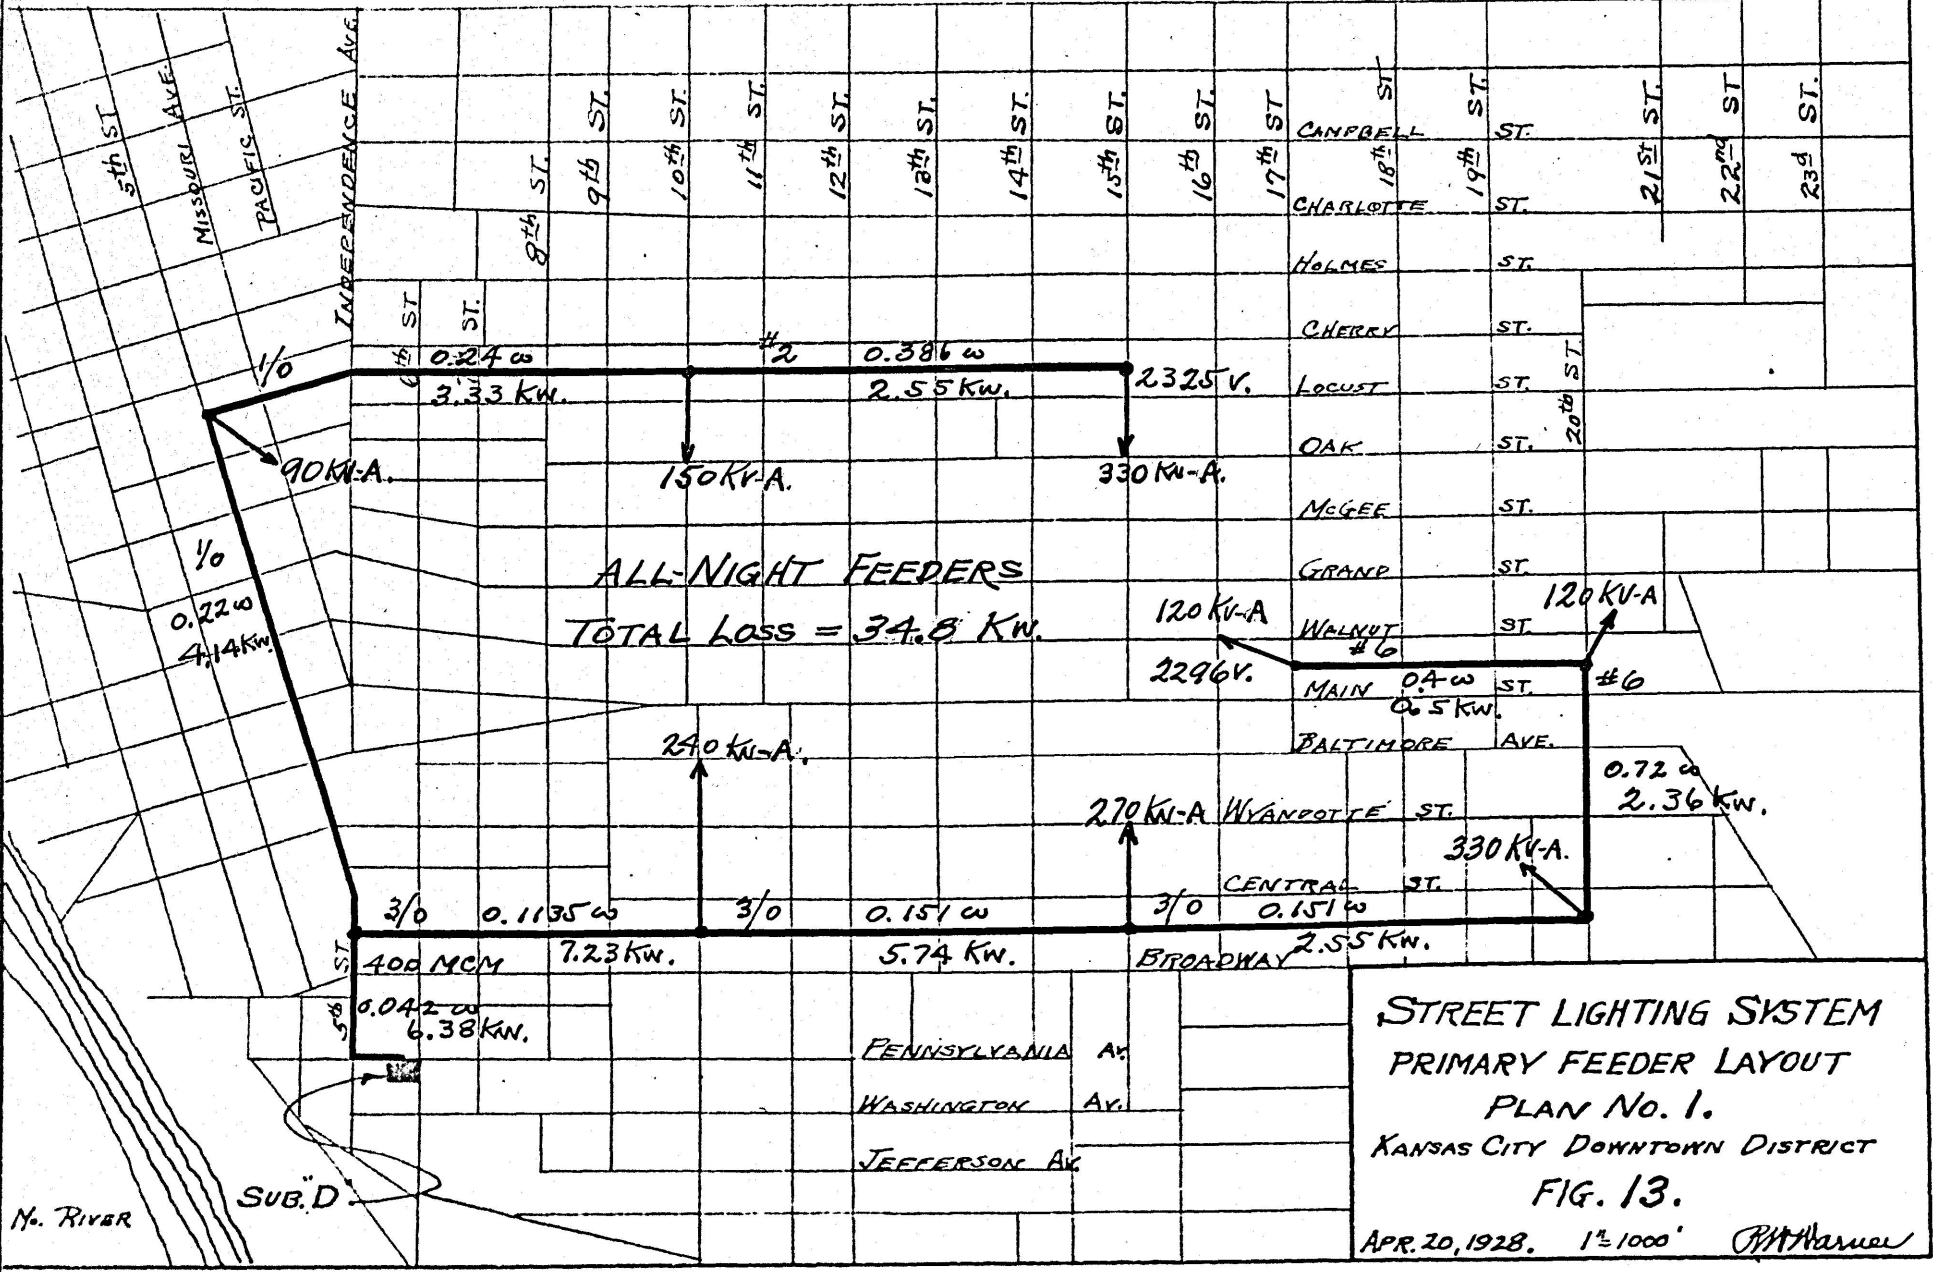 5th ST
MISSOURI AVE.
PACIFIC ST.
INDEPENDENCE AVE.
6th ST
ST.
8th ST.
9th ST.
10th ST.
11th ST.
12th ST.
13th ST.
14th ST.
15th ST.
16th ST.
17th ST
18th ST
19th ST.
20th ST.
21st ST.
22nd ST
23d ST.
CAMPBELL ST.
CHARLOTTE ST.
HOLMES ST.
CHERRY ST.
LOCUST ST.
OAK ST.
McGEE ST.
GRAND ST.
WALNUT ST.
MAIN ST.
BALTIMORE AVE.
WYANDOTTE ST.
CENTRAL ST.
BROADWAY
PENNSYLVANIA AV.
WASHINGTON AV.
JEFFERSON AV.
1/0
0.24 ω
3.33 KW.
#2
0.386 ω
2.55 KW.
2325 V.
90 KV-A.
150 KV-A.
330 KV-A.
1/0
0.22 ω
4.14 KW.
ALL-NIGHT FEEDERS
TOTAL LOSS = 34.8 KW.
120 KV-A
2296 V.
#6
0.4 ω
0.5 KW.
120 KV-A
#6
0.72 ω
2.36 KW.
240 KV-A.
270 KV-A
330 KV-A.
3/0 0.1135 ω
7.23 KW.
3/0 0.151 ω
5.74 KW.
3/0 0.151 ω
2.55 KW.
5th ST
400 MCM
0.042 ω
6.38 KW.
SUB. "D"
Mo. RIVER
STREET LIGHTING SYSTEM
PRIMARY FEEDER LAYOUT
PLAN No. 1.
KANSAS CITY DOWNTOWN DISTRICT
FIG. 13.
APR. 20, 1928. 1"=1000' RW Warner